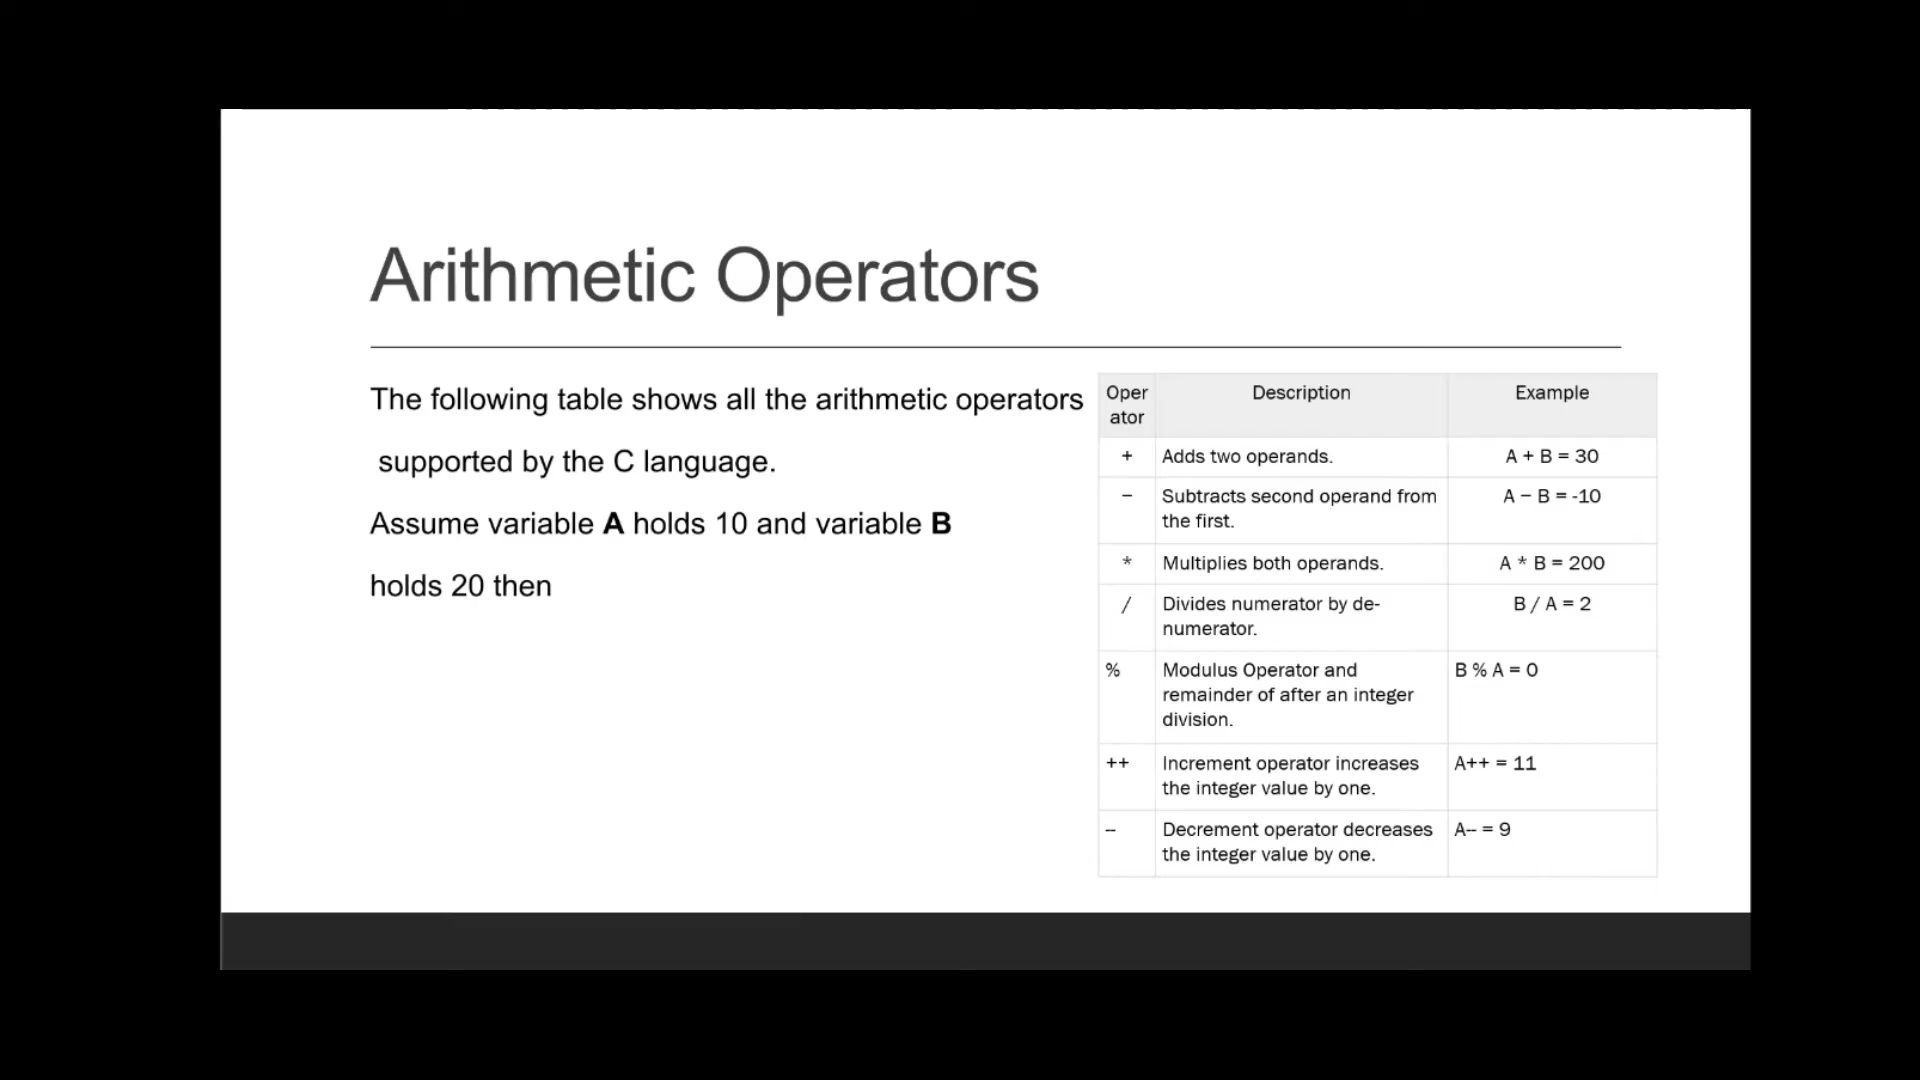 Arithmetic Operators
The following table shows all the arithmetic operators
supported by the C language.
Assume variable A holds 10 and variable B
holds 20 then
Oper
ator
Description
Example
+
Adds two operands.
A + B = 30
−
Subtracts second operand from
the first.
A − B = -10
*
Multiplies both operands.
A * B = 200
/
Divides numerator by de-
numerator.
B / A = 2
%
Modulus Operator and
remainder of after an integer
division.
B % A = 0
++
Increment operator increases
the integer value by one.
A++ = 11
--
Decrement operator decreases
the integer value by one.
A-- = 9